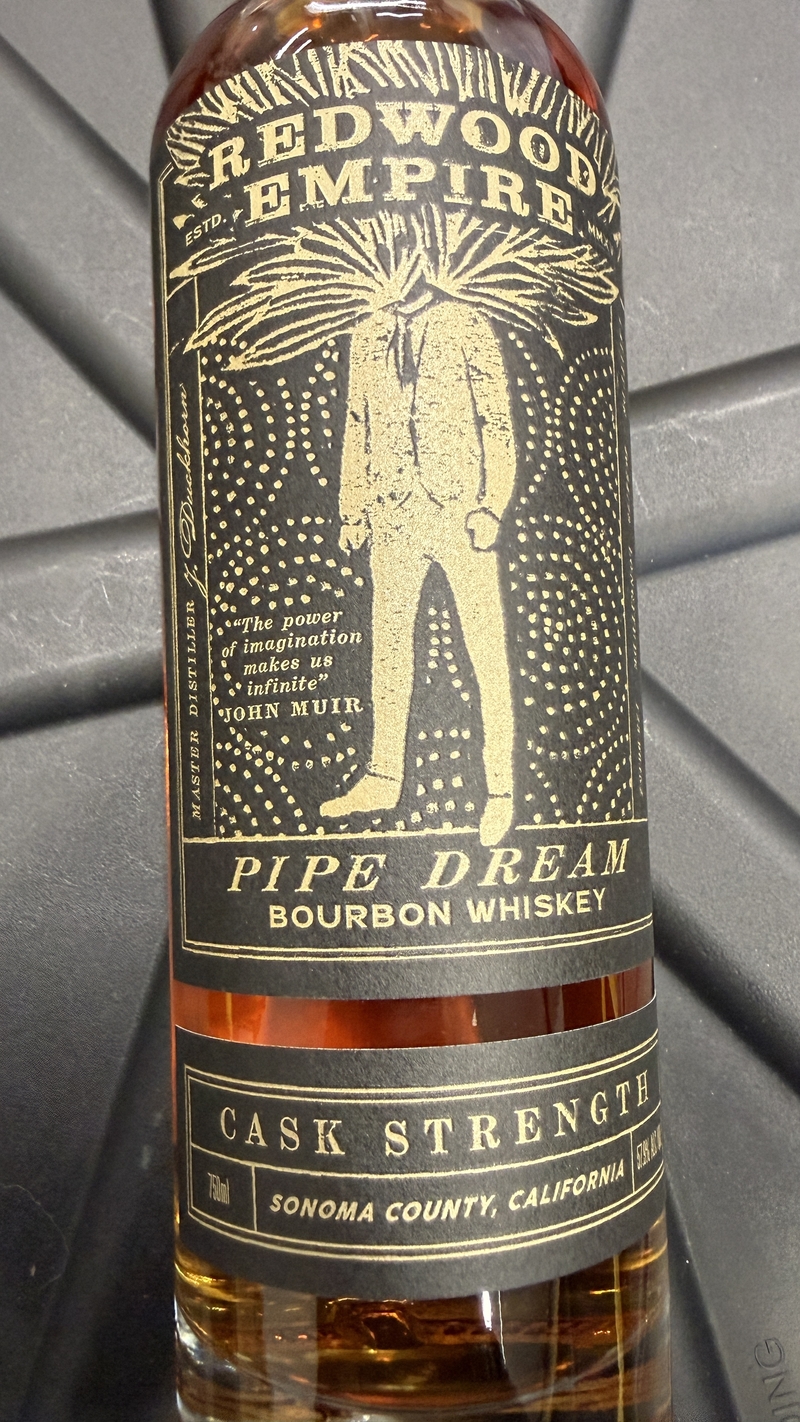 REDWOOD
EMPIRE
ESTD.
MASTER DISTILLER J. Duckhorn
“The power
of imagination
makes us
infinite”
JOHN MUIR
PIPE DREAM
BOURBON WHISKEY
CASK STRENGTH
750ml
SONOMA COUNTY, CALIFORNIA